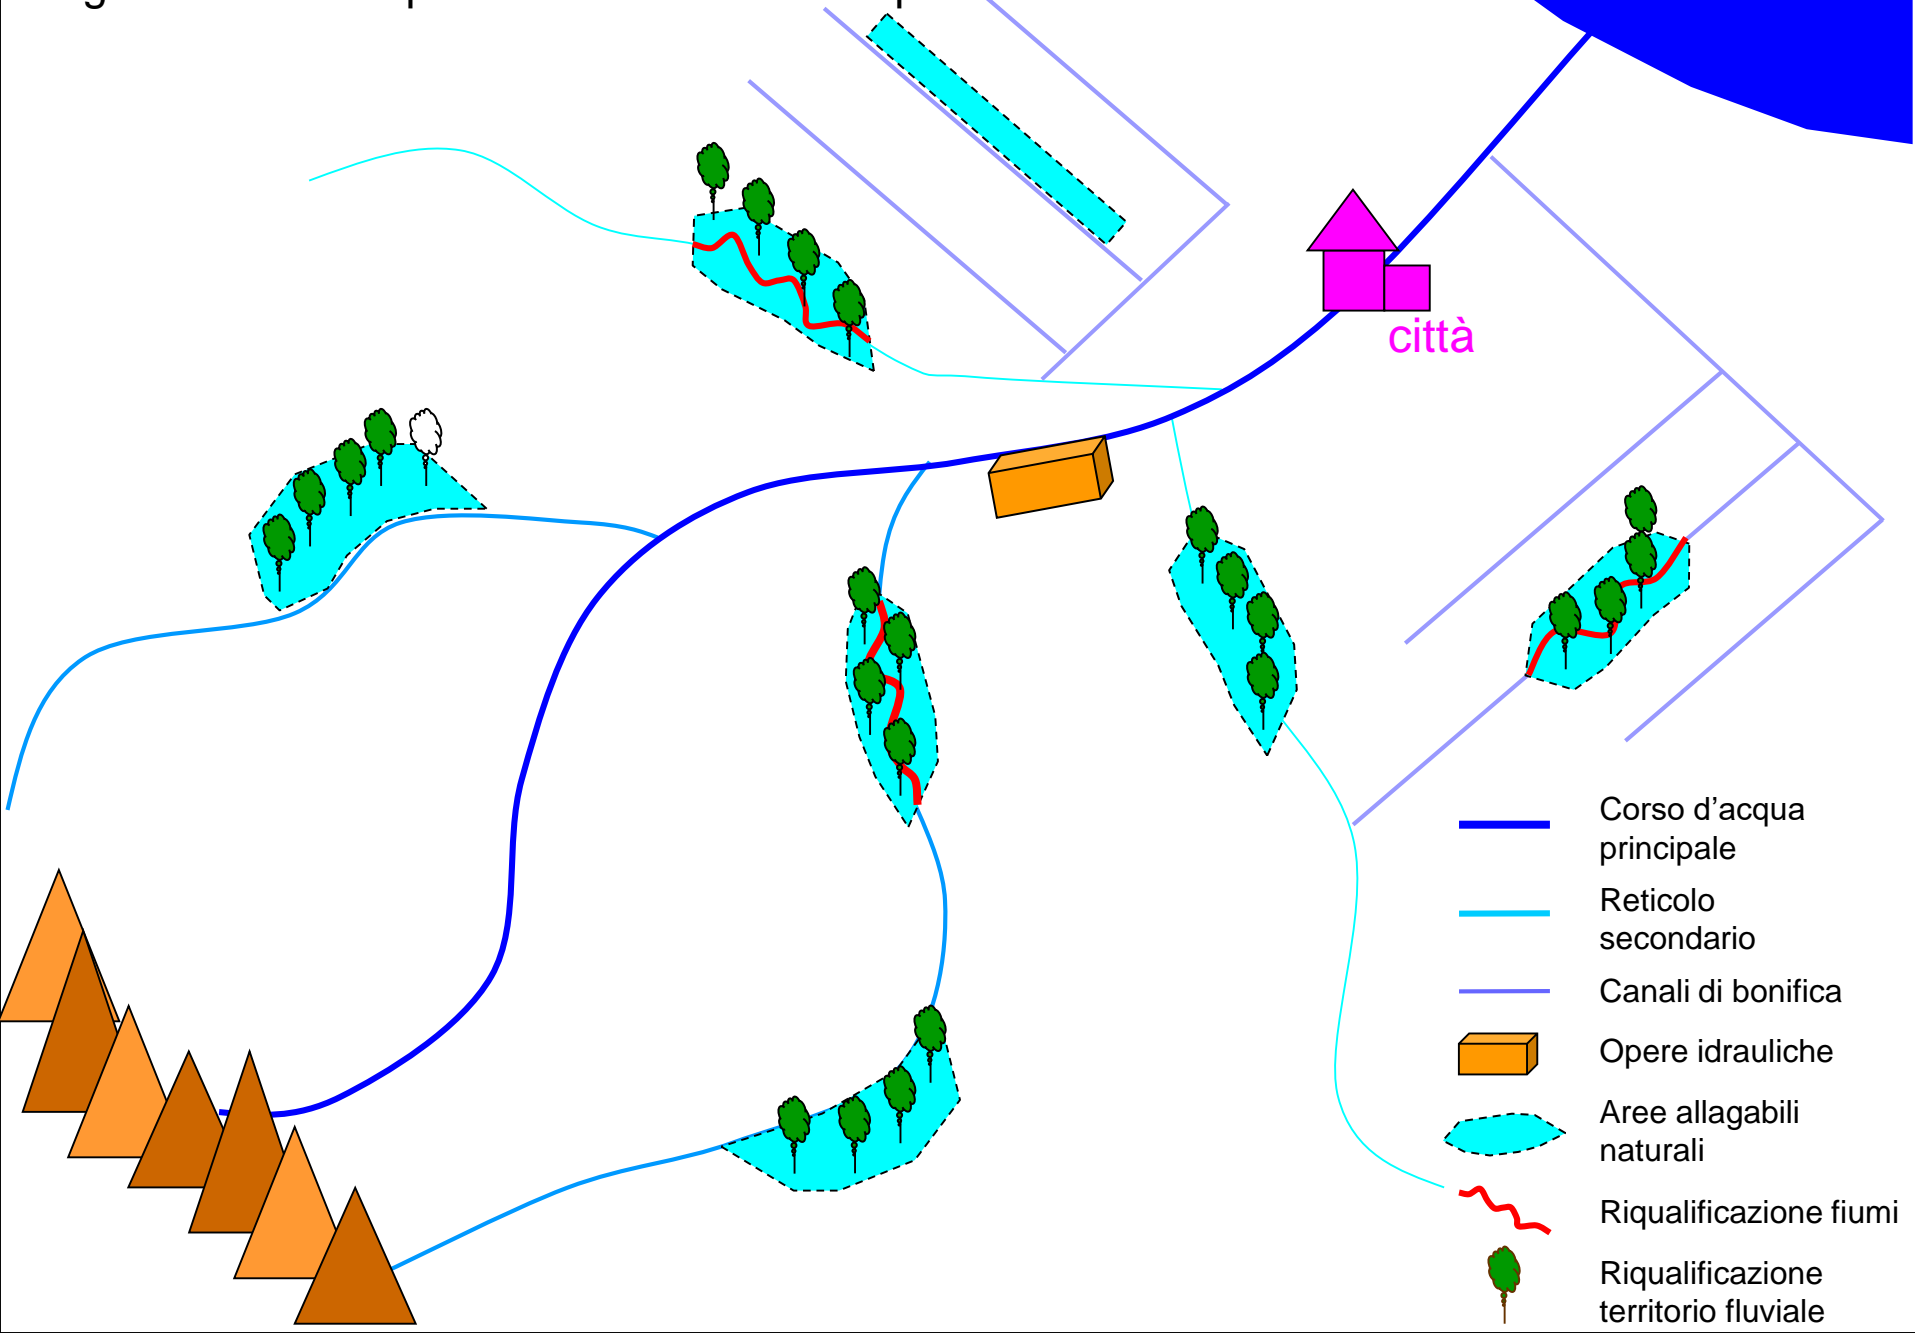 città
Corso d’acqua
principale
Reticolo
secondario
Canali di bonifica
Opere idrauliche
Aree allagabili
naturali
Riqualificazione fiumi
Riqualificazione
territorio fluviale